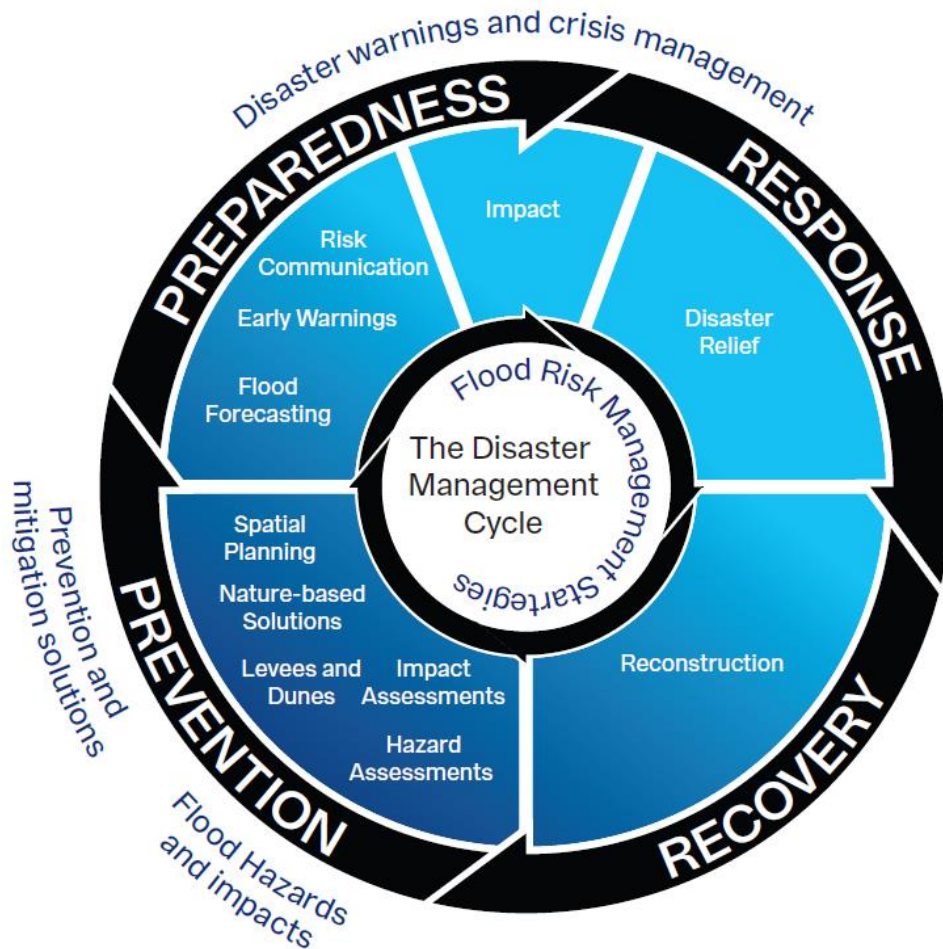 Disaster warnings and crisis management
PREPAREDNESS
RESPONSE
Impact
Risk
Communication
Early Warnings
Flood
Forecasting
Disaster
Relief
Flood Risk Management Startegies
The Disaster
Management
Cycle
Prevention and
mitigation solutions
PREVENTION
Spatial
Planning
Nature-based
Solutions
Levees and
Dunes
Impact
Assessments
Hazard
Assessments
Reconstruction
RECOVERY
Flood Hazards
and impacts